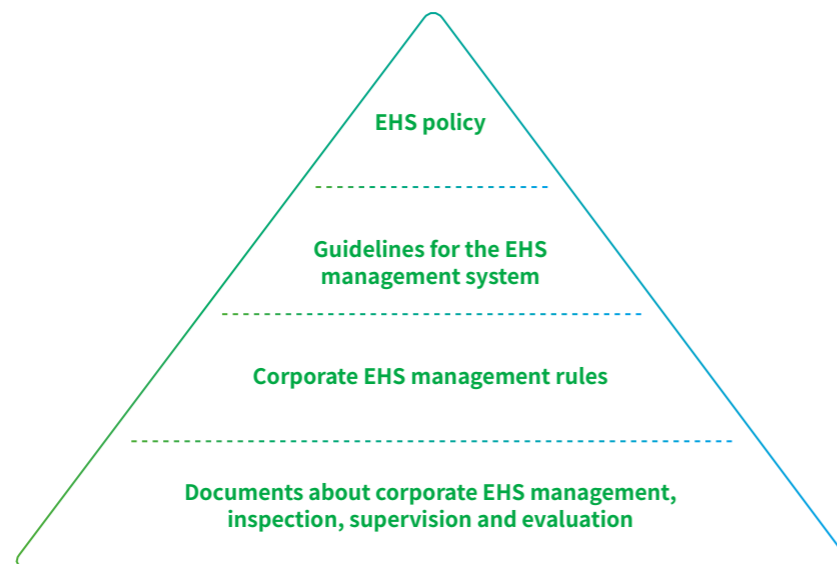 EHS policy
Guidelines for the EHS
management system
Corporate EHS management rules
Documents about corporate EHS management,
inspection, supervision and evaluation